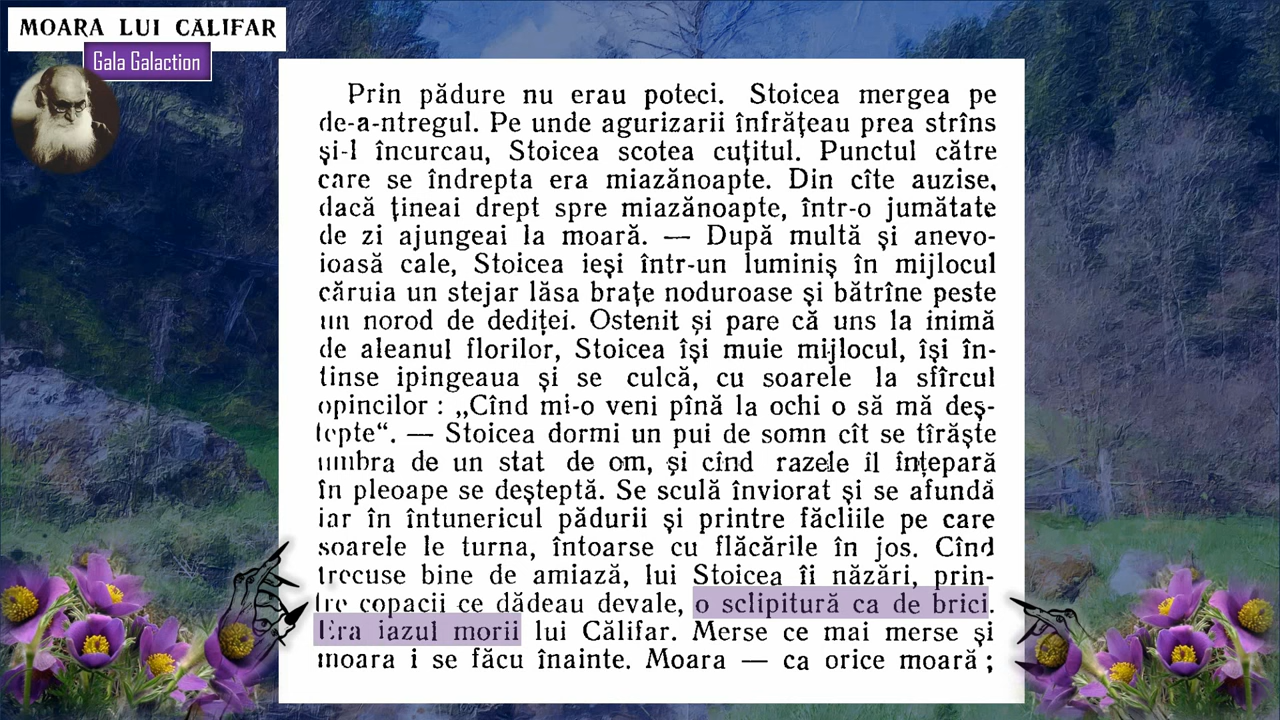 MOARA LUI CĂLIFAR
Gala Galaction
Prin pădure nu erau poteci. Stoicea mergea pe
de-a-ntregul. Pe unde agurizarii înfrăţeau prea strîns
şi-l încurcau, Stoicea scotea cuţitul. Punctul către
care se îndrepta era miazănoapte. Din cîte auzise,
dacă ţineai drept spre miazănoapte, într-o jumătate
de zi ajungeai la moară. — După multă şi anevo-
ioasă cale, Stoicea ieşi într-un luminiş în mijlocul
căruia un stejar lăsa braţe noduroase şi bătrîne peste
un norod de dediţei. Ostenit şi pare că uns la inimă
de aleanul florilor, Stoicea îşi muie mijlocul, îşi în-
tinse ipingeaua şi se culcă, cu soarele la sfîrcul
opincilor : „Cînd mi-o veni pînă la ochi o să mă deş-
tepte“. — Stoicea dormi un pui de somn cît se tîrăşte
umbra de un stat de om, şi cînd razele îl înţepară
în pleoape se deşteptă. Se sculă înviorat şi se afundă
iar în întunericul pădurii şi printre făcliile pe care
soarele le turna, întoarse cu flăcările în jos. Cînd
trecuse bine de amiază, lui Stoicea îi năzări, prin-
tre copacii ce dădeau devale, o sclipitură ca de brici.
Era iazul morii lui Călifar. Merse ce mai merse şi
moara i se făcu înainte. Moara — ca orice moară ;